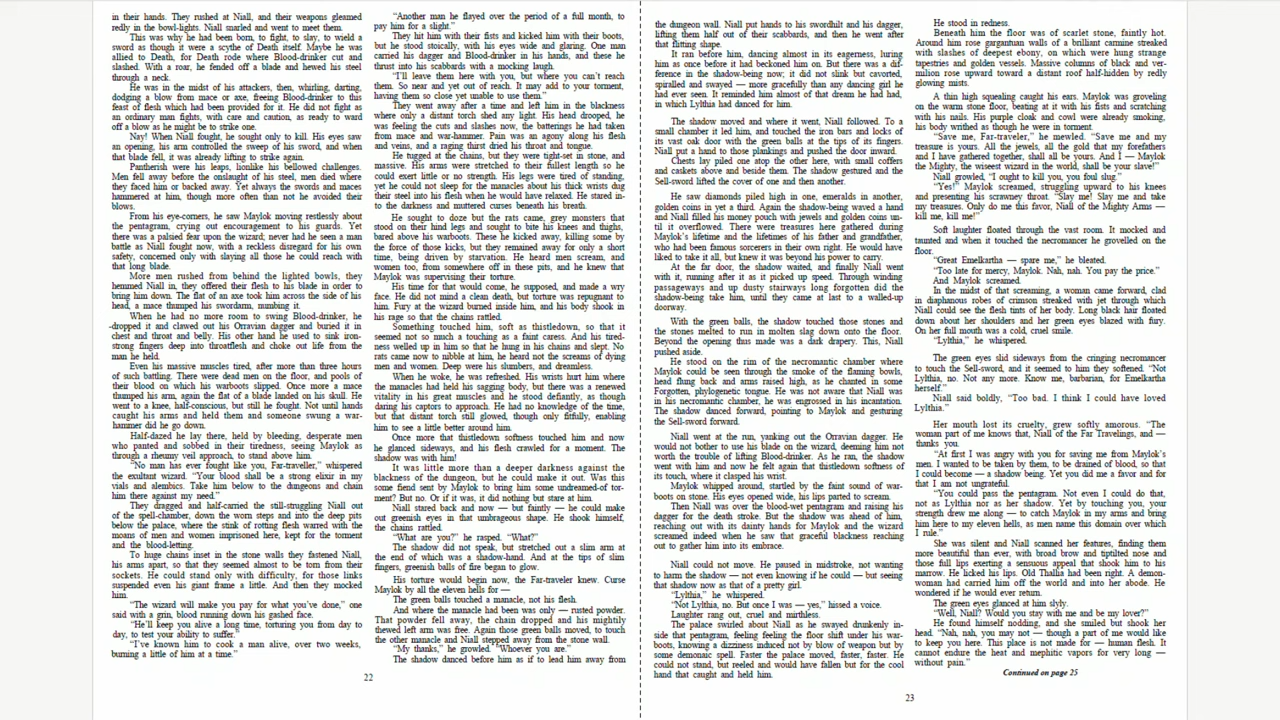 in their hands. They rushed at Niall, and their weapons gleamed
redly in the bowl-lights. Niall snarled and went to meet them.
This was why he had been born, to fight, to slay, to wield a
sword as though it were a scythe of Death itself. Maybe he was
allied to Death, for Death rode where Blood-drinker cut and
slashed. With a roar, he fended off a blade and hewed his steel
through a neck.
He was in the midst of his attackers, then, whirling, darting,
dodging a blow from mace or axe, freeing Blood-drinker to this
feast of flesh which had been provided for it. He did not fight as
an ordinary man fights, with care and caution, as ready to ward
off a blow as he might be to strike one.
Nay! When Niall fought, he sought only to kill. His eyes saw
an opening, his arm controlled the sweep of his sword, and when
that blade fell, it was already lifting to strike again.
Pantherish were his leaps, lionlike his bellowed challenges.
Men fell away before the onslaught of his steel, men died where
they faced him or backed away. Yet always the swords and maces
hammered at him, though more often than not he avoided their
blows.
From his eye-corners, he saw Maylok moving restlessly about
the pentagram, crying out encouragement to his guards. Yet
there was a palsied fear upon the wizard; never had he seen a man
battle as Niall fought now, with a reckless disregard for his own
safety, concerned only with slaying all those he could reach with
that long blade.
More men rushed from behind the lighted bowls, they
hemmed Niall in, they offered their flesh to his blade in order to
bring him down. The flat of an axe took him across the side of his
head, a mace thumped his swordarm, numbing it.
When he had no more room to swing Blood-drinker, he
dropped it and clawed out his Orravian dagger and buried it in
chest and throat and belly. His other hand he used to sink iron-
strong fingers deep into throatflesh and choke out life from the
man he held.
Even his massive muscles tired, after more than three hours
of such battling. There were dead men on the floor, and pools of
their blood on which his warboots slipped. Once more a mace
thumped his arm, again the flat of a blade landed on his skull. He
went to a knee, half-conscious, but still he fought. Not until hands
caught his arms and held them and someone swung a war-
hammer did he go down.
Half-dazed he lay there, held by bleeding, desperate men
who panted and sobbed in their tiredness, seeing Maylok as
through a rheumy veil approach, to stand above him.
“No man has ever fought like you, Far-traveller,” whispered
the exultant wizard. “Your blood shall be a strong elixir in my
vials and alembics. Take him below to the dungeons and chain
him there against my need.”
They dragged and half-carried the still-struggling Niall out
of the spell-chamber, down the worn steps and into the deep pits
below the palace, where the stink of rotting flesh warred with the
moans of men and women imprisoned here, kept for the torment
and the blood-letting.
To huge chains inset in the stone walls they fastened Niall,
his arms apart, so that they seemed almost to be torn from their
sockets. He could stand only with difficulty, for those links
suspended even his giant frame a little. And then they mocked
him.
“The wizard will make you pay for what you’ve done,” one
said with a grin, blood running down his gashed face.
“He’ll keep you alive a long time, torturing you from day to
day, to test your ability to suffer.”
“I’ve known him to cook a man alive, over two weeks,
burning a little of him at a time.”
“Another man he flayed over the period of a full month, to
pay him for a slight.”
They hit him with their fists and kicked him with their boots,
but he stood stoically, with his eyes wide and glaring. One man
carried his dagger and Blood-drinker in his hands, and these he
thrust into his scabbards with a mocking laugh.
“I’ll leave them here with you, but where you can’t reach
them. So near and yet out of reach. It may add to your torment,
having them so close yet unable to use them.”
They went away after a time and left him in the blackness
where only a distant torch shed any light. His head drooped, he
was feeling the cuts and slashes now, the batterings he had taken
from mace and war-hammer. Pain was an agony along his flesh
and veins, and a raging thirst dried his throat and tongue.
He tugged at the chains, but they were tight-set in stone, and
massive. His arms were stretched to their fullest length so he
could exert little or no strength. His legs were tired of standing,
yet he could not sleep for the manacles about his thick wrists dug
their steel into his flesh when he would have relaxed. He stared in-
to the darkness and muttered curses beneath his breath.
He sought to doze but the rats came, grey monsters that
stood on their hind legs and sought to bite his knees and thighs,
bared above his warboots. These he kicked away, killing some by
the force of those kicks, but they remained away for only a short
time, being driven by starvation. He heard men scream, and
women too, from somewhere off in these pits, and he knew that
Maylok was supervising their torture.
His time for that would come, he supposed, and made a wry
face. He did not mind a clean death, but torture was repugnant to
him. Fury at the wizard burned inside him, and his body shook in
his rage so that the chains rattled.
Something touched him, soft as thistledown, so that it
seemed not so much a touching as a faint caress. And his tired-
ness welled up in him so that he hung in his chains and slept. No
rats came now to nibble at him, he heard not the screams of dying
men and women. Deep were his slumbers, and dreamless.
When he woke, he was refreshed. His wrists hurt him where
the manacles had held his sagging body, but there was a renewed
vitality in his great muscles and he stood defiantly, as though
daring his captors to approach. He had no knowledge of the time,
but that distant torch still glowed, though only fitfully, enabling
him to see a little better around him.
Once more that thistledown softness touched him and now
he glanced sideways, and his flesh crawled for a moment. The
shadow was with him!
It was little more than a deeper darkness against the
blackness of the dungeon, but he could make it out. Was this
some fiend sent by Maylok to bring him some undreamed-of tor-
ment? But no. Or if it was, it did nothing but stare at him.
Niall stared back and now — but faintly — he could make
out greenish eyes in that umbrageous shape. He shook himself,
the chains rattled.
“What are you?” he rasped. “What?”
The shadow did not speak, but stretched out a slim arm at
the end of which was a shadow-hand. And at the tips of slim
fingers, greenish balls of fire began to glow.
His torture would begin now, the Far-traveler knew. Curse
Maylok by all the eleven hells for —
The green balls touched a manacle, not his flesh.
And where the manacle had been was only — rusted powder.
That powder fell away, the chain dropped and his mightily
thewed left arm was free. Again those green balls moved, to touch
the other manacle and Niall stepped away from the stone wall.
“My thanks,” he growled. “Whoever you are.”
The shadow danced before him as if to lead him away from
22
the dungeon wall. Niall put hands to his swordhilt and his dagger,
lifting them half out of their scabbards, and then he went after
that flitting shape.
It ran before him, dancing almost in its eagerness, luring
him as once before it had beckoned him on. But there was a dif-
ference in the shadow-being now; it did not slink but cavorted,
spiralled and swayed — more gracefully than any dancing girl he
had ever seen. It reminded him almost of that dream he had had,
in which Lylthia had danced for him.
The shadow moved and where it went, Niall followed. To a
small chamber it led him, and touched the iron bars and locks of
its vast oak door with the green balls at the tips of its fingers.
Niall put a hand to those plankings and pushed the door inward.
Chests lay piled one atop the other here, with small coffers
and caskets above and beside them. The shadow gestured and the
Sell-sword lifted the cover of one and then another.
He saw diamonds piled high in one, emeralds in another,
golden coins in yet a third. Again the shadow-being waved a hand
and Niall filled his money pouch with jewels and golden coins un-
til it overflowed. There were treasures here gathered during
Maylok’s lifetime and the lifetimes of his father and grandfather,
who had been famous sorcerers in their own right. He would have
liked to take it all, but knew it was beyond his power to carry.
At the far door, the shadow waited, and finally Niall went
with it, running after it as it picked up speed. Through winding
passageways and up dusty stairways long forgotten did the
shadow-being take him, until they came at last to a walled-up
doorway.
With the green balls, the shadow touched those stones and
the stones melted to run in molten slag down onto the floor.
Beyond the opening thus made was a dark drapery. This, Niall
pushed aside.
He stood on the rim of the necromantic chamber where
Maylok could be seen through the smoke of the flaming bowls,
head flung back and arms raised high, as he chanted in some
Forgotten, phylogenetic tongue. He was not aware that Niall was
in his necromantic chamber, he was engrossed in his incantation.
The shadow danced forward, pointing to Maylok and gesturing
the Sell-sword forward.
Niall went at the run, yanking out the Orravian dagger. He
would not bother to use his blade on the wizard, deeming him not
worth the trouble of lifting Blood-drinker. As he ran, the shadow
went with him and now he felt again that thistledown softness of
its touch, where it clasped his wrist.
Maylok whipped around, startled by the faint sound of war-
boots on stone. His eyes opened wide, his lips parted to scream.
Then Niall was over the blood-wet pentagram and raising his
dagger for the death stroke. But the shadow was ahead of him,
reaching out with its dainty hands for Maylok and the wizard
screamed indeed when he saw that graceful blackness reaching
out to gather him into its embrace.
Niall could not move. He paused in midstroke, not wanting
to harm the shadow — not even knowing if he could — but seeing
that shadow now as that of a pretty girl.
“Lylthia,” he whispered.
“Not Lylthia, no. But once I was — yes,” hissed a voice.
Laughter rang out, cruel and mirthless.
The palace swirled about Niall as he swayed drunkenly in-
side that pentagram, feeling feeling the floor shift under his war-
boots, knowing a dizziness induced not by blow of weapon but by
some demonaic spell. Faster the palace moved, faster, faster. He
could not stand, but reeled and would have fallen but for the cool
hand that caught and held him.
He stood in redness.
Beneath him the floor was of scarlet stone, faintly hot.
Around him rose gargantuan walls of a brilliant carmine streaked
with slashes of deepest ebony, on which were hung strange
tapestries and golden vessels. Massive columns of black and ver-
milion rose upward toward a distant roof half-hidden by redly
glowing mists.
A thin high squealing caught his ears. Maylok was groveling
on the warm stone floor, beating at it with his fists and scratching
with his nails. His purple cloak and cowl were already smoking,
his body writhed as though he were in torment.
“Save me, Far-traveler,” he mewled. “Save me and my
treasure is yours. All the jewels, all the gold that my forefathers
and I have gathered together, shall all be yours. And I — Maylok
the Mighty, the wiseest wizard in the world, shall be your slave!”
Niall growled, “I ought to kill you, you foul slug.”
“Yes!” Maylok screamed, struggling upward to his knees
and presenting his scrawney throat. “Slay me! Slay me and take
my treasures. Only do me this favor, Niall of the Mighty Arms —
kill me, kill me!”
Soft laughter floated through the vast room. It mocked and
taunted and when it touched the necromancer he grovelled on the
floor.
“Great Emelkartha — spare me,” he bleated.
“Too late for mercy, Maylok. Nah, nah. You pay the price.”
And Maylok screamed.
In the midst of that screaming, a woman came forward, clad
in diaphanous robes of crimson streaked with jet through which
Niall could see the flesh tints of her body. Long black hair floated
down about her shoulders and her green eyes blazed with fury.
On her full mouth was a cold, cruel smile.
“Lylthia,” he whispered.
The green eyes slid sideways from the cringing necromancer
to touch the Sell-sword, and it seemed to him they softened. “Not
Lylthia, no. Not any more. Know me, barbarian, for Emelkartha
herself.”
Niall said boldly, “Too bad. I think I could have loved
Lylthia.”
Her mouth lost its cruelty, grew softly amorous. “The
woman part of me knows that, Niall of the Far Travelings, and —
thanks you.
“At first I was angry with you for saving me from Maylok’s
men. I wanted to be taken by them, to be drained of blood, so that
I could become — a shadow being. Yet you did me a favor and for
that I am not ungrateful.
“You could pass the pentagram. Not even I could do that,
not as Lylthia nor as her shadow. Yet by touching you, your
strength drew me along — to catch Maylok in my arms and bring
him here to my eleven hells, as men name this domain over which
I rule.”
She was silent and Niall scanned her features, finding them
more beautiful than ever, with broad brow and tiptilted nose and
those full lips exerting a sensuous appeal that shook him to his
marrow. He licked his lips. Old Thallia had been right. A demon-
woman had carried him off the world and into her abode. He
wondered if he would ever return.
The green eyes glanced at him slyly.
“Well, Niall? Would you stay with me and be my lover?”
He found himself nodding, and she smiled but shook her
head. “Nah, nah, you may not — though a part of me would like
to keep you here. This place is not made for — human flesh. It
cannot endure the heat and mephitic vapors for very long —
without pain.”
Continued on page 25
23